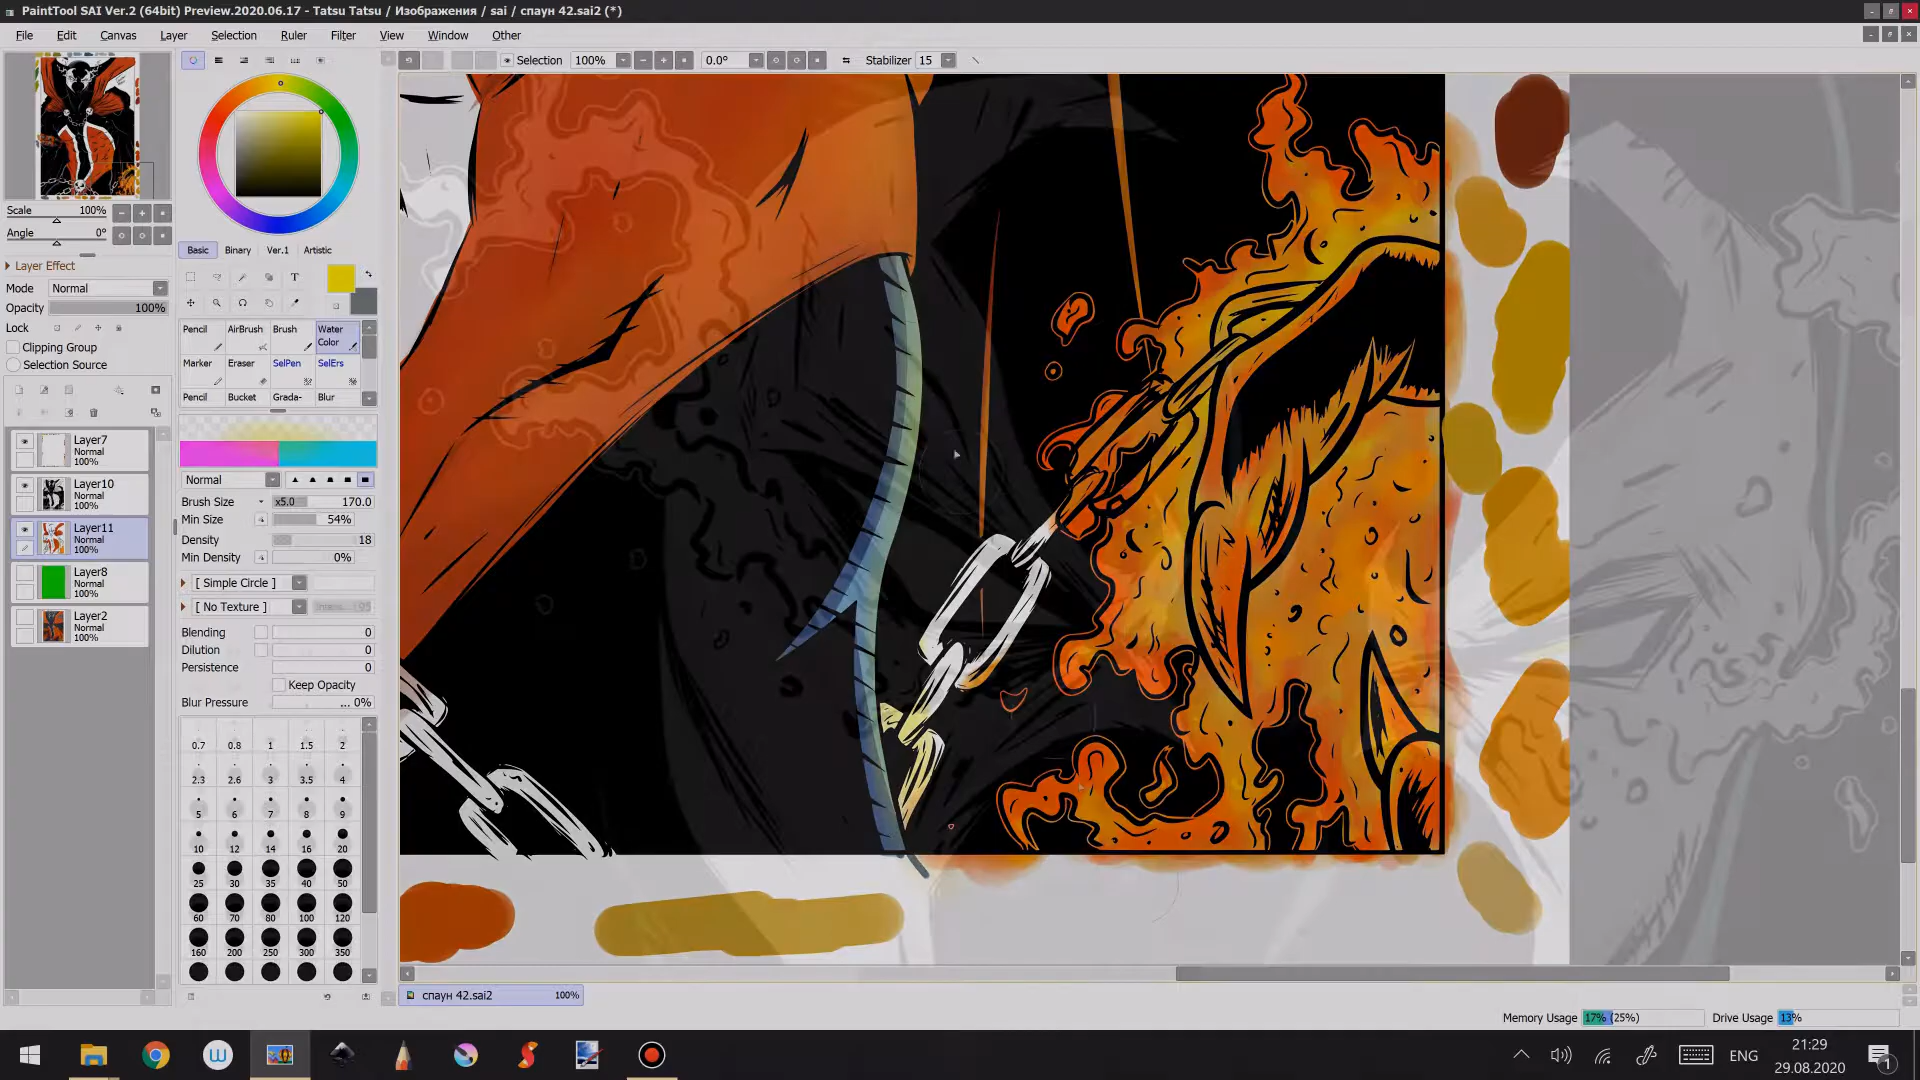 PaintTool SAI Ver.2 (64bit) Preview.2020.06.17 - Tatsu Tatsu / Изображения / sai / спаун 42.sai2 (*)
File Edit Canvas Layer Selection Ruler Filter View Window Other
Selection 100% 0.0° Stabilizer 15
Scale 100%
Angle 0°
Layer Effect
Mode Normal
Opacity 100%
Lock
Clipping Group
Selection Source
Layer7
Normal
100%
Layer10
Normal
100%
Layer11
Normal
100%
Layer8
Normal
100%
Layer2
Normal
100%
Basic Binary Ver.1 Artistic
T
Pencil AirBrush Brush Water Color
Marker Eraser SelPen SelErs
Pencil Bucket Grada- Blur
Normal
Brush Size x5.0 170.0
Min Size 54%
Density 18
Min Density 0%
[ Simple Circle ]
[ No Texture ]
Blending 0
Dilution 0
Persistence 0
Keep Opacity
Blur Pressure ... 0%
0.7 0.8 1 1.5 2
2.3 2.6 3 3.5 4
5 6 7 8 9
10 12 14 16 20
25 30 35 40 50
60 70 80 100 120
160 200 250 300 350
спаун 42.sai2 100%
Memory Usage 17% (25%) Drive Usage 13%
ENG
21:29
29.08.2020
1